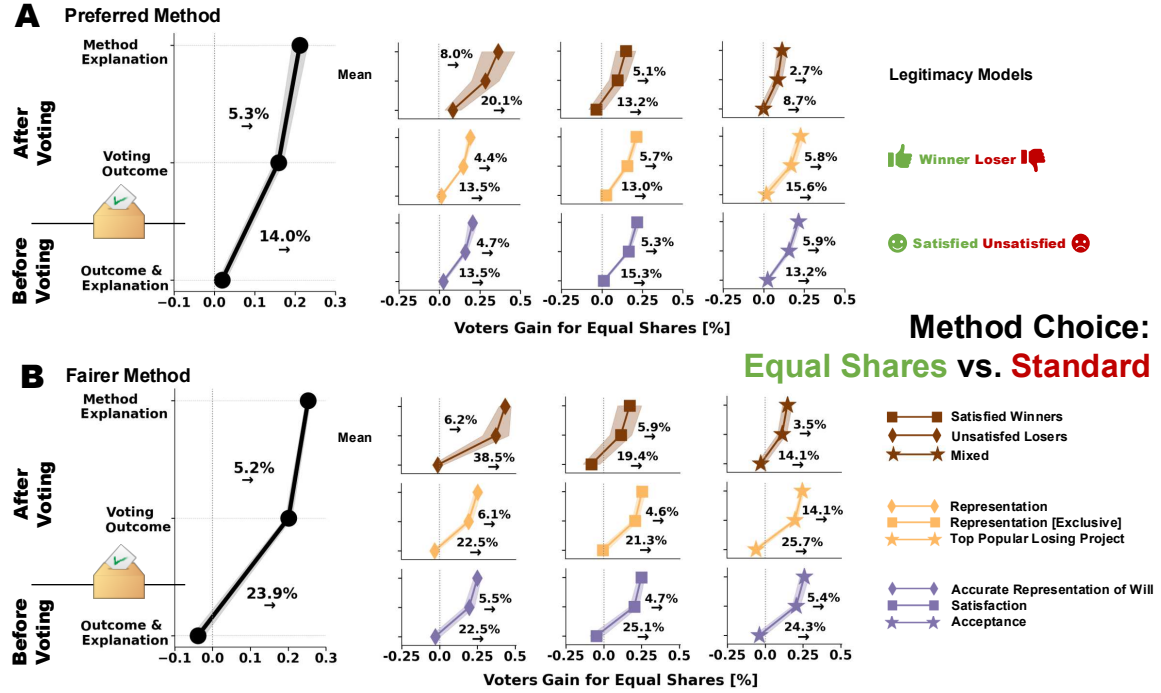 A
Preferred Method
Method
Explanation
After
Voting
5.3%
→
Voting
Outcome
14.0%
→
Before
Voting
Outcome &
Explanation
−0.1 0.0 0.1 0.2 0.3
Mean
8.0%
→
20.1%
→
5.1%
→
13.2%
→
2.7%
→
8.7%
→
4.4%
→
13.5%
→
5.7%
→
13.0%
→
5.8%
→
15.6%
→
4.7%
→
13.5%
→
5.3%
→
15.3%
→
5.9%
→
13.2%
→
-0.25 0.0 0.25 0.5
-0.25 0.0 0.25 0.5
-0.25 0.0 0.25 0.5
Voters Gain for Equal Shares [%]
Legitimacy Models
Winner Loser
Satisfied Unsatisfied
Method Choice:
Equal Shares vs. Standard
B
Fairer Method
Method
Explanation
After
Voting
5.2%
→
Voting
Outcome
23.9%
→
Before
Voting
Outcome &
Explanation
−0.1 0.0 0.1 0.2 0.3
Mean
6.2%
→
38.5%
→
5.9%
→
19.4%
→
3.5%
→
14.1%
→
6.1%
→
22.5%
→
4.6%
→
21.3%
→
14.1%
→
25.7%
→
5.5%
→
22.5%
→
4.7%
→
25.1%
→
5.4%
→
24.3%
→
-0.25 0.0 0.25 0.5
-0.25 0.0 0.25 0.5
-0.25 0.0 0.25 0.5
Voters Gain for Equal Shares [%]
Satisfied Winners
Unsatisfed Losers
Mixed
Representation
Representation [Exclusive]
Top Popular Losing Project
Accurate Representation of Will
Satisfaction
Acceptance